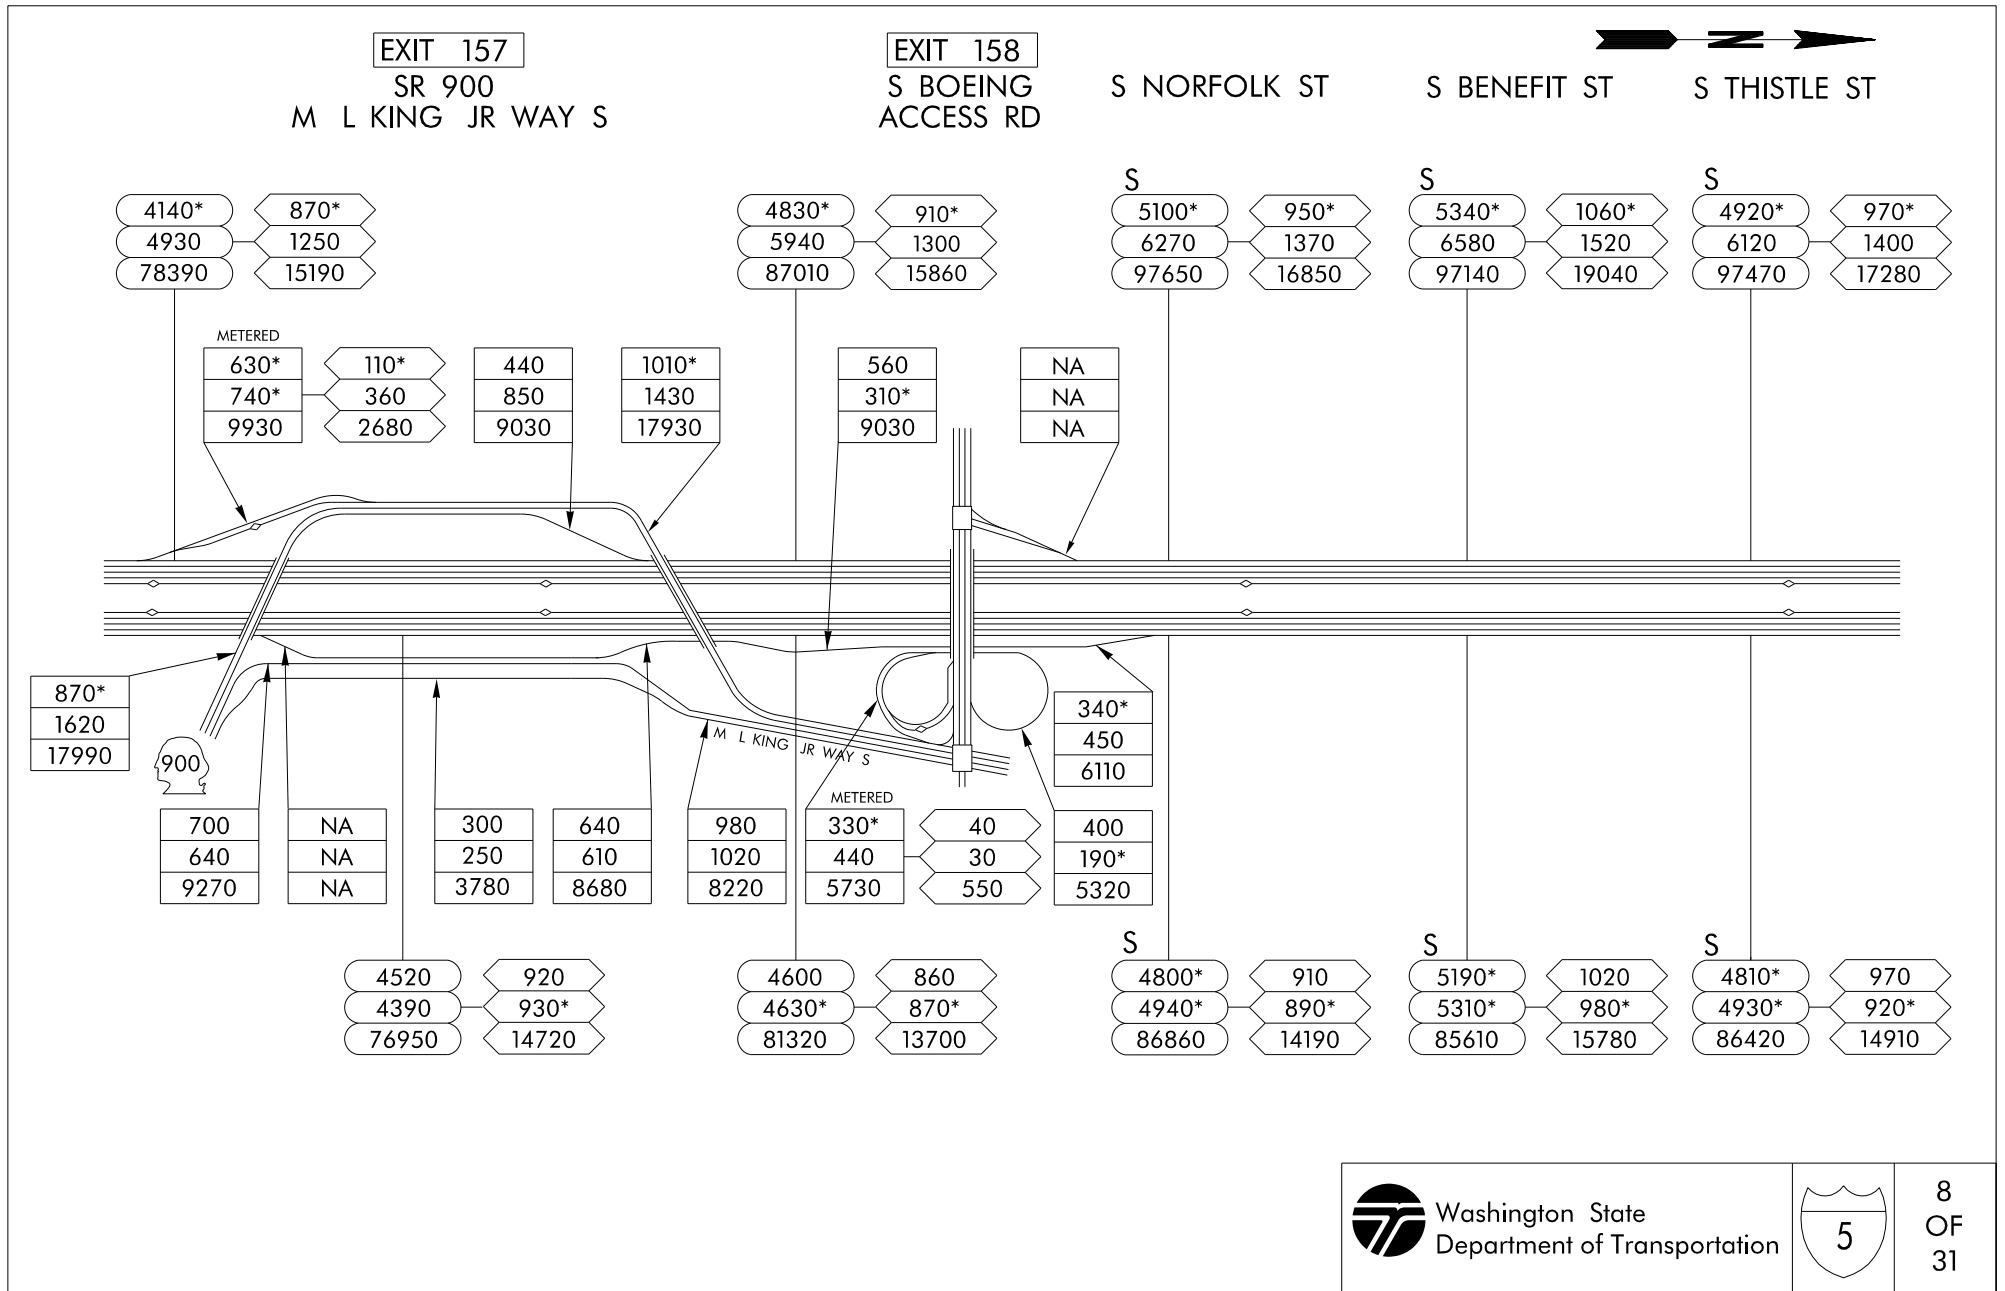 EXIT 157
SR 900
M L KING JR WAY S
EXIT 158
S BOEING
ACCESS RD
S NORFOLK ST
S BENEFIT ST
S THISTLE ST
N
4140* 870*
4930 1250
78390 15190
4830* 910*
5940 1300
87010 15860
S
5100* 950*
6270 1370
97650 16850
S
5340* 1060*
6580 1520
97140 19040
S
4920* 970*
6120 1400
97470 17280
METERED
630* 110*
740* 360
9930 2680
440
850
9030
1010*
1430
17930
560
310*
9030
NA
NA
NA
870*
1620
17990
900
M L KING JR WAY S
340*
450
6110
700
640
9270
NA
NA
NA
300
250
3780
640
610
8680
980
1020
8220
METERED
330* 40
440 30
5730 550
400
190*
5320
4520 920
4390 930*
76950 14720
4600 860
4630* 870*
81320 13700
S
4800* 910
4940* 890*
86860 14190
S
5190* 1020
5310* 980*
85610 15780
S
4810* 970
4930* 920*
86420 14910
Washington State
Department of Transportation
5
8
OF
31